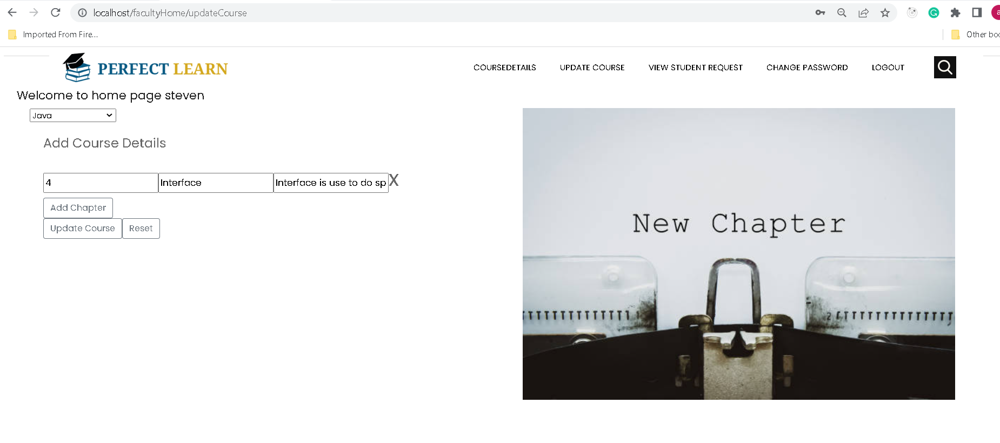 localhost/facultyHome/updateCourse
Imported From Fire...
Other boo
PERFECT LEARN
COURSEDETAILS UPDATE COURSE VIEW STUDENT REQUEST CHANGE PASSWORD LOGOUT
Welcome to home page steven
Java
Add Course Details
4 Interface Interface is use to do sp X
Add Chapter
Update Course Reset
New Chapter